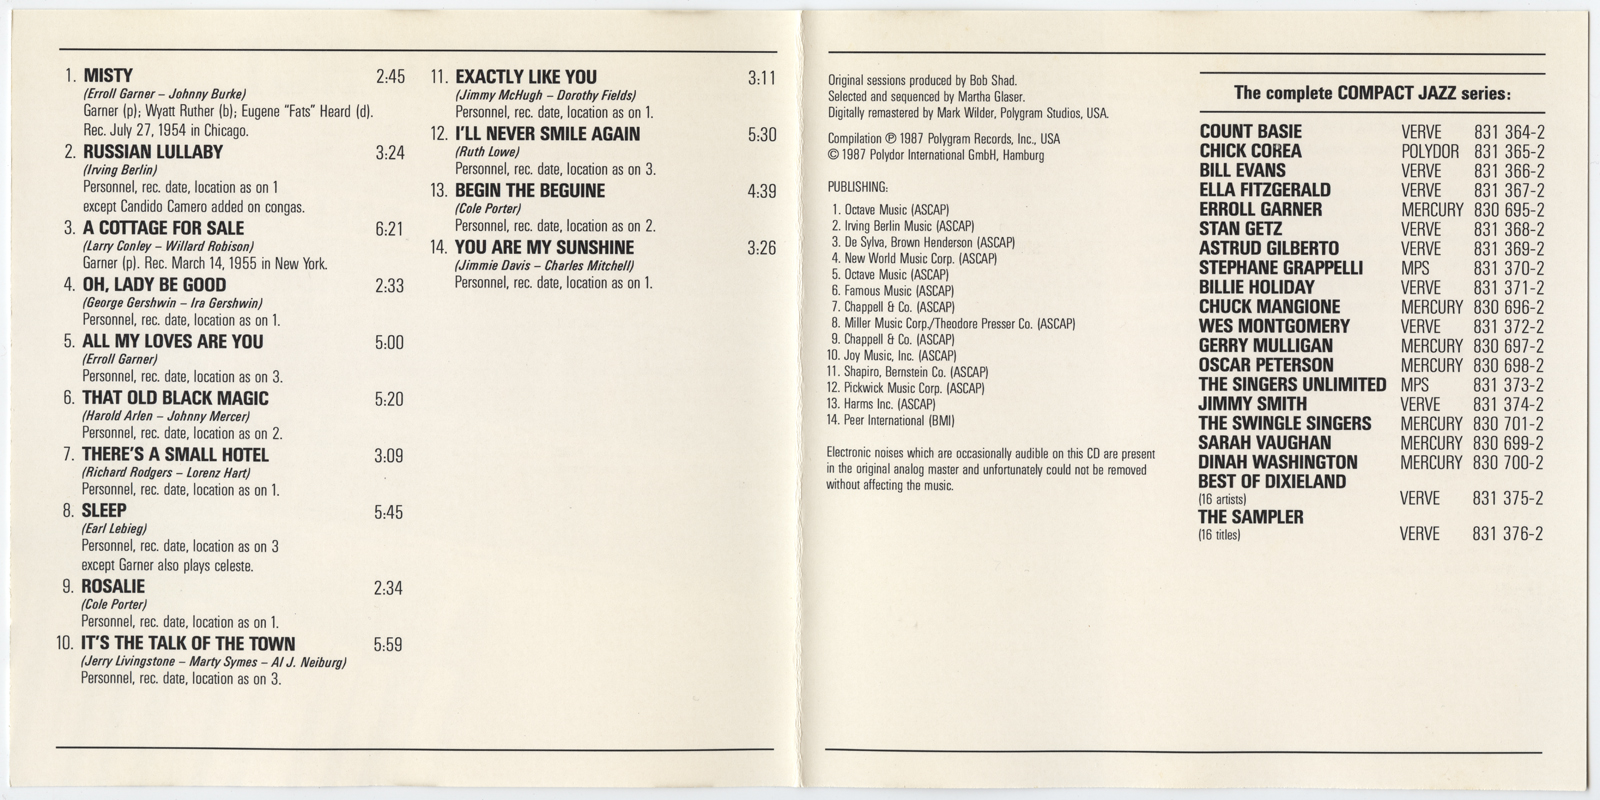 1. MISTY 2:45
(Erroll Garner – Johnny Burke)
Garner (p); Wyatt Ruther (b); Eugene "Fats" Heard (d).
Rec. July 27, 1954 in Chicago.
2. RUSSIAN LULLABY 3:24
(Irving Berlin)
Personnel, rec. date, location as on 1
except Candido Camero added on congas.
3. A COTTAGE FOR SALE 6:21
(Larry Conley – Willard Robison)
Garner (p). Rec. March 14, 1955 in New York.
4. OH, LADY BE GOOD 2:33
(George Gershwin – Ira Gershwin)
Personnel, rec. date, location as on 1.
5. ALL MY LOVES ARE YOU 5:00
(Erroll Garner)
Personnel, rec. date, location as on 3.
6. THAT OLD BLACK MAGIC 5:20
(Harold Arlen – Johnny Mercer)
Personnel, rec. date, location as on 2.
7. THERE'S A SMALL HOTEL 3:09
(Richard Rodgers – Lorenz Hart)
Personnel, rec. date, location as on 1.
8. SLEEP 5:45
(Earl Lebieg)
Personnel, rec. date, location as on 3
except Garner also plays celeste.
9. ROSALIE 2:34
(Cole Porter)
Personnel, rec. date, location as on 1.
10. IT'S THE TALK OF THE TOWN 5:59
(Jerry Livingstone – Marty Symes – Al J. Neiburg)
Personnel, rec. date, location as on 3.
11. EXACTLY LIKE YOU 3:11
(Jimmy McHugh – Dorothy Fields)
Personnel, rec. date, location as on 1.
12. I'LL NEVER SMILE AGAIN 5:30
(Ruth Lowe)
Personnel, rec. date, location as on 3.
13. BEGIN THE BEGUINE 4:39
(Cole Porter)
Personnel, rec. date, location as on 2.
14. YOU ARE MY SUNSHINE 3:26
(Jimmie Davis – Charles Mitchell)
Personnel, rec. date, location as on 1.
Original sessions produced by Bob Shad.
Selected and sequenced by Martha Glaser.
Digitally remastered by Mark Wilder, Polygram Studios, USA.
Compilation ℗ 1987 Polygram Records, Inc., USA
© 1987 Polydor International GmbH, Hamburg
PUBLISHING:
1. Octave Music (ASCAP)
2. Irving Berlin Music (ASCAP)
3. De Sylva, Brown Henderson (ASCAP)
4. New World Music Corp. (ASCAP)
5. Octave Music (ASCAP)
6. Famous Music (ASCAP)
7. Chappell & Co. (ASCAP)
8. Miller Music Corp./Theodore Presser Co. (ASCAP)
9. Chappell & Co. (ASCAP)
10. Joy Music, Inc. (ASCAP)
11. Shapiro, Bernstein Co. (ASCAP)
12. Pickwick Music Corp. (ASCAP)
13. Harms Inc. (ASCAP)
14. Peer International (BMI)
Electronic noises which are occasionally audible on this CD are present
in the original analog master and unfortunately could not be removed
without affecting the music.
The complete COMPACT JAZZ series:
COUNT BASIE VERVE 831 364-2
CHICK COREA POLYDOR 831 365-2
BILL EVANS VERVE 831 366-2
ELLA FITZGERALD VERVE 831 367-2
ERROLL GARNER MERCURY 830 695-2
STAN GETZ VERVE 831 368-2
ASTRUD GILBERTO VERVE 831 369-2
STEPHANE GRAPPELLI MPS 831 370-2
BILLIE HOLIDAY VERVE 831 371-2
CHUCK MANGIONE MERCURY 830 696-2
WES MONTGOMERY VERVE 831 372-2
GERRY MULLIGAN MERCURY 830 697-2
OSCAR PETERSON MERCURY 830 698-2
THE SINGERS UNLIMITED MPS 831 373-2
JIMMY SMITH VERVE 831 374-2
THE SWINGLE SINGERS MERCURY 830 701-2
SARAH VAUGHAN MERCURY 830 699-2
DINAH WASHINGTON MERCURY 830 700-2
BEST OF DIXIELAND
(16 artists) VERVE 831 375-2
THE SAMPLER
(16 titles) VERVE 831 376-2